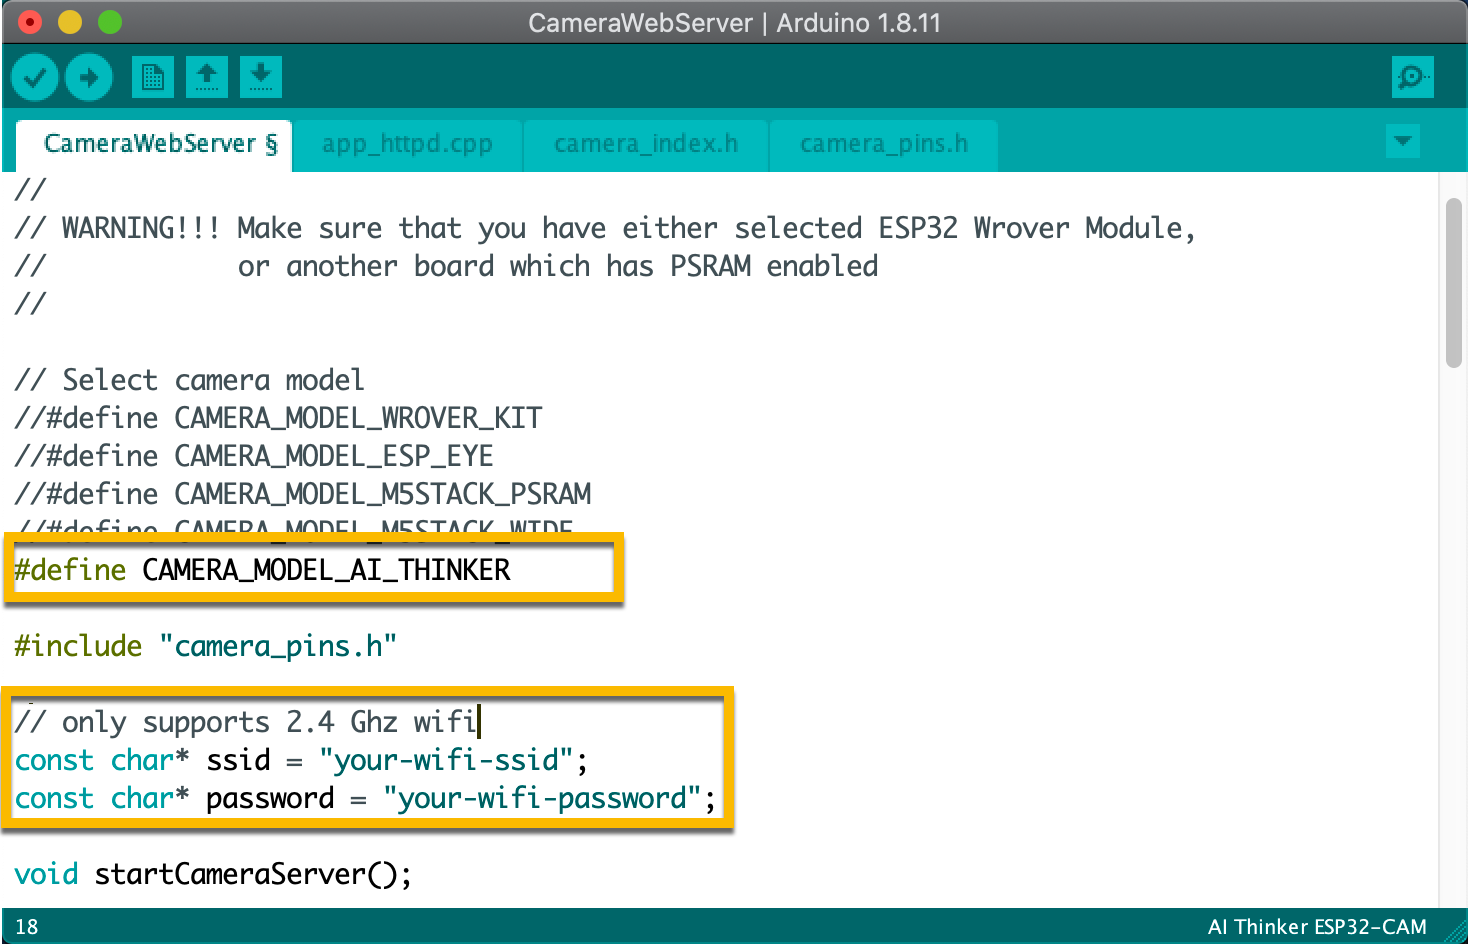 CameraWebServer | Arduino 1.8.11
CameraWebServer §
app_httpd.cpp
camera_index.h
camera_pins.h
//
// WARNING!!! Make sure that you have either selected ESP32 Wrover Module,
//            or another board which has PSRAM enabled
//
// Select camera model
//#define CAMERA_MODEL_WROVER_KIT
//#define CAMERA_MODEL_ESP_EYE
//#define CAMERA_MODEL_M5STACK_PSRAM
//#define CAMERA_MODEL_M5STACK_WIDE
#define CAMERA_MODEL_AI_THINKER
#include "camera_pins.h"
// only supports 2.4 Ghz wifi
const char* ssid = "your-wifi-ssid";
const char* password = "your-wifi-password";
void startCameraServer();
18
AI Thinker ESP32-CAM